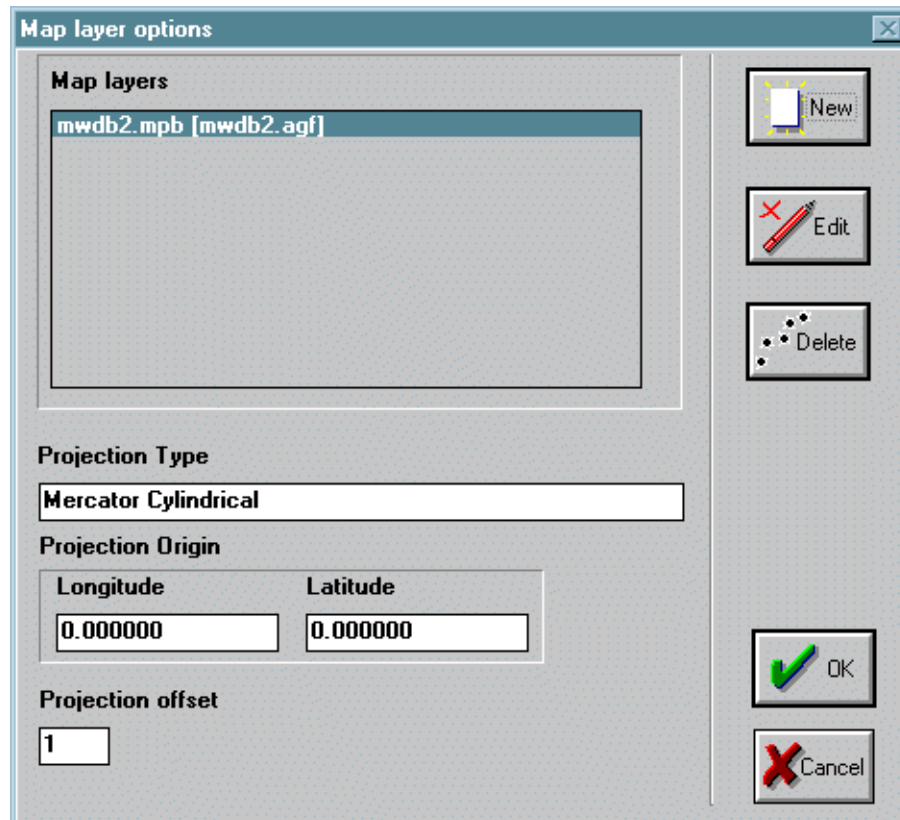 Map layer options
Map layers
mwdb2.mpb [mwdb2.agf]
New
Edit
Delete
Projection Type
Mercator Cylindrical
Projection Origin
Longitude
Latitude
0.000000
0.000000
Projection offset
1
OK
Cancel